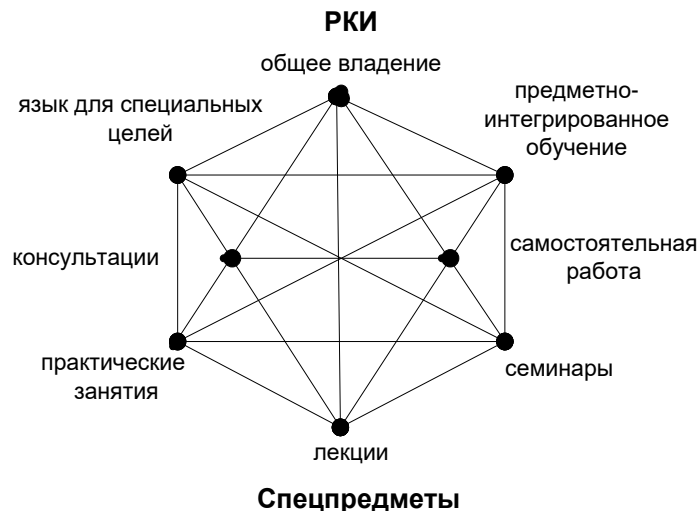 РКИ
общее владение
язык для специальных
целей
предметно-
интегрированное
обучение
консультации
самостоятельная
работа
практические
занятия
семинары
лекции
Спецпредметы